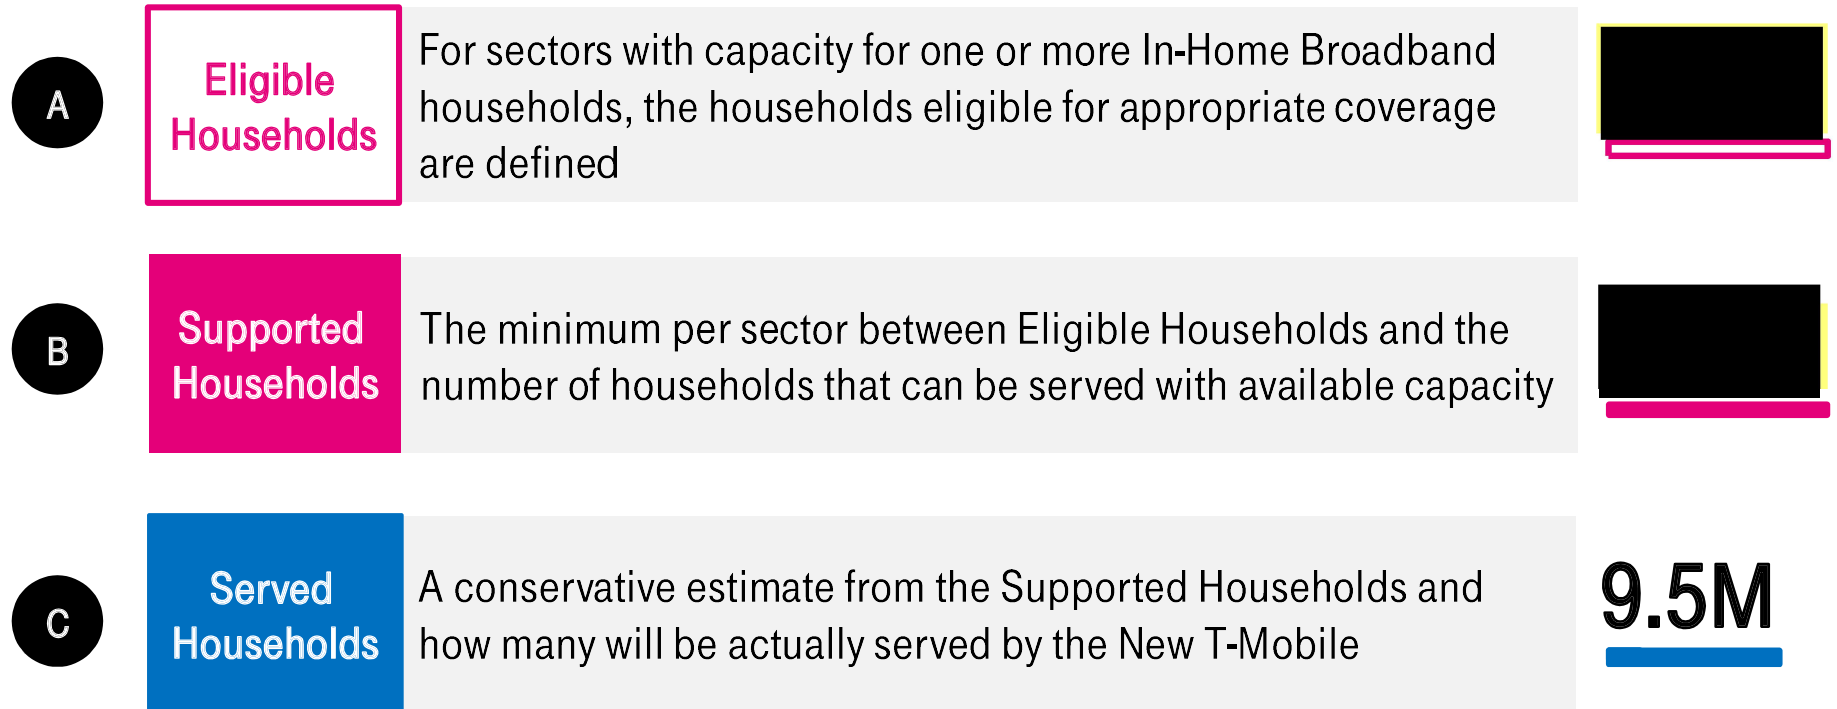 A
Eligible
Households
For sectors with capacity for one or more In-Home Broadband
households, the households eligible for appropriate coverage
are defined
B
Supported
Households
The minimum per sector between Eligible Households and the
number of households that can be served with available capacity
C
Served
Households
A conservative estimate from the Supported Households and
how many will be actually served by the New T-Mobile
9.5M